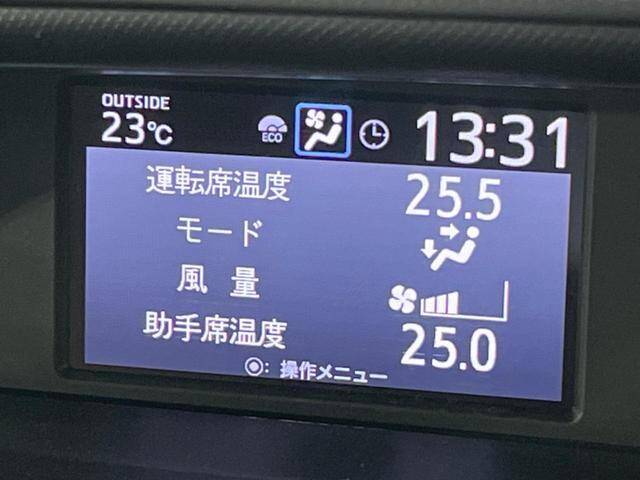 OUTSIDE
23℃ ECO 13:31
運転席温度 25.5
モード
風量
助手席温度 25.0
: 操作メニュー